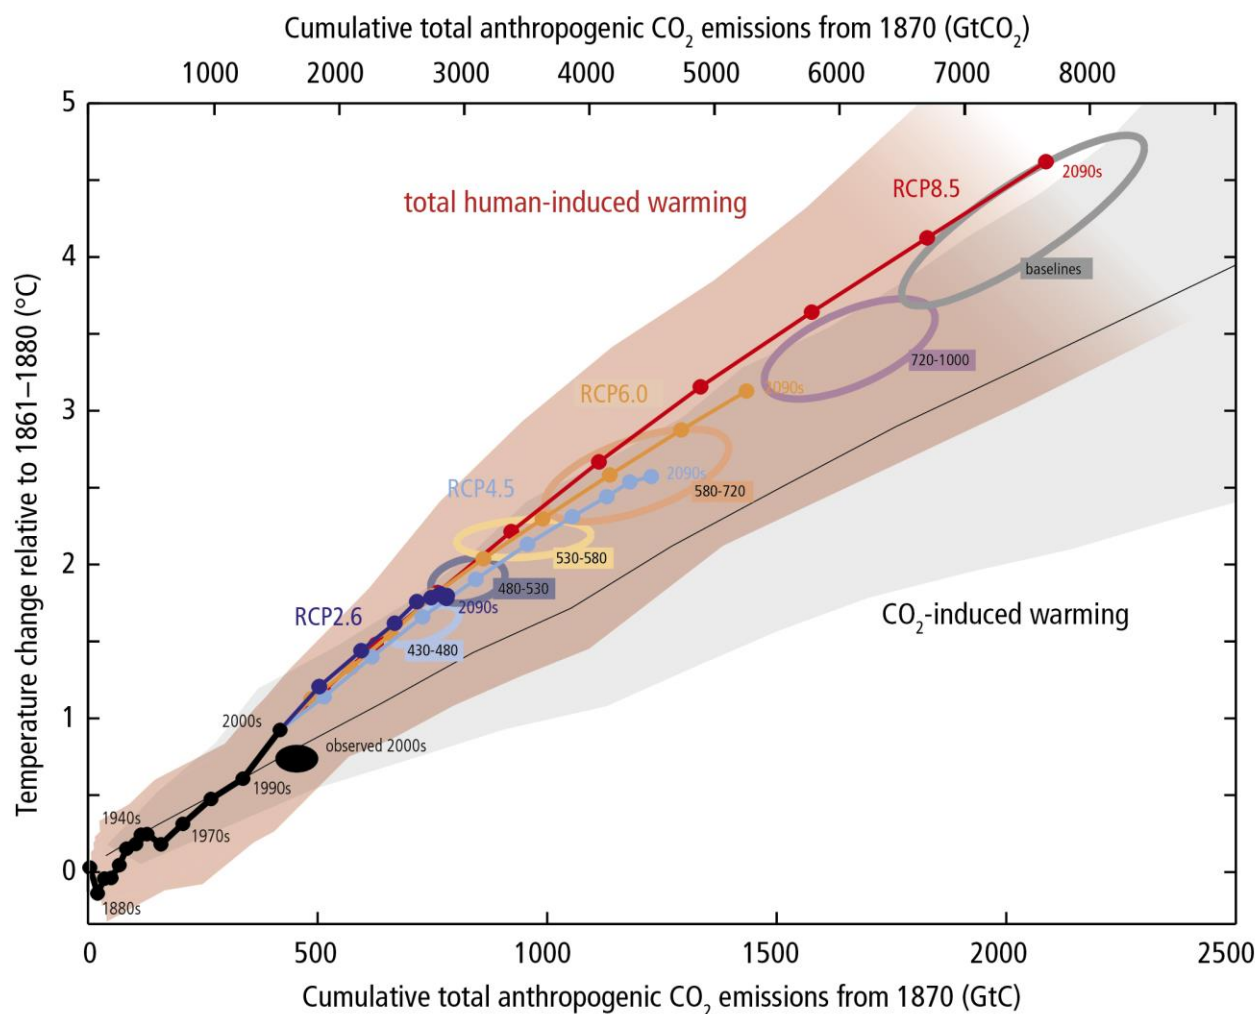 Cumulative total anthropogenic CO₂ emissions from 1870 (GtCO₂)
1000 2000 3000 4000 5000 6000 7000 8000
5
4
3
2
1
0
Temperature change relative to 1861–1880 (°C)
total human-induced warming
RCP8.5
2090s
baselines
720-1000
RCP6.0
2090s
RCP4.5
2090s
580-720
530-580
480-530
RCP2.6
2090s
430-480
CO₂-induced warming
2000s
observed 2000s
1990s
1940s
1970s
1880s
0 500 1000 1500 2000 2500
Cumulative total anthropogenic CO₂ emissions from 1870 (GtC)